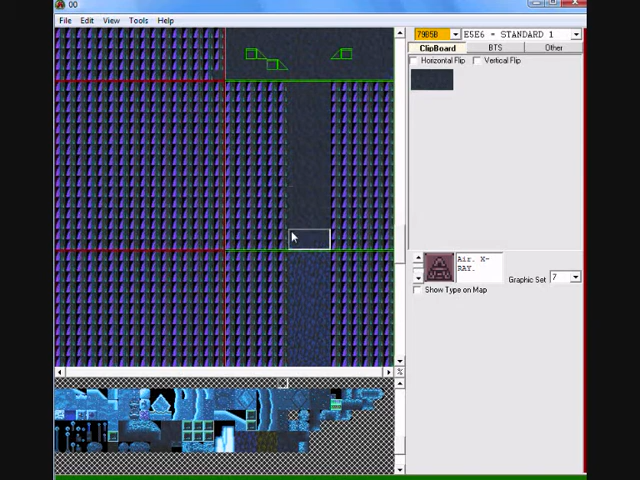 00
File Edit View Tools Help
79B5B E5E6 - STANDARD 1
ClipBoard BTS Other
Horizontal Flip Vertical Flip
Air. X-
RAY.
Graphic Set 7
Show Type on Map
%